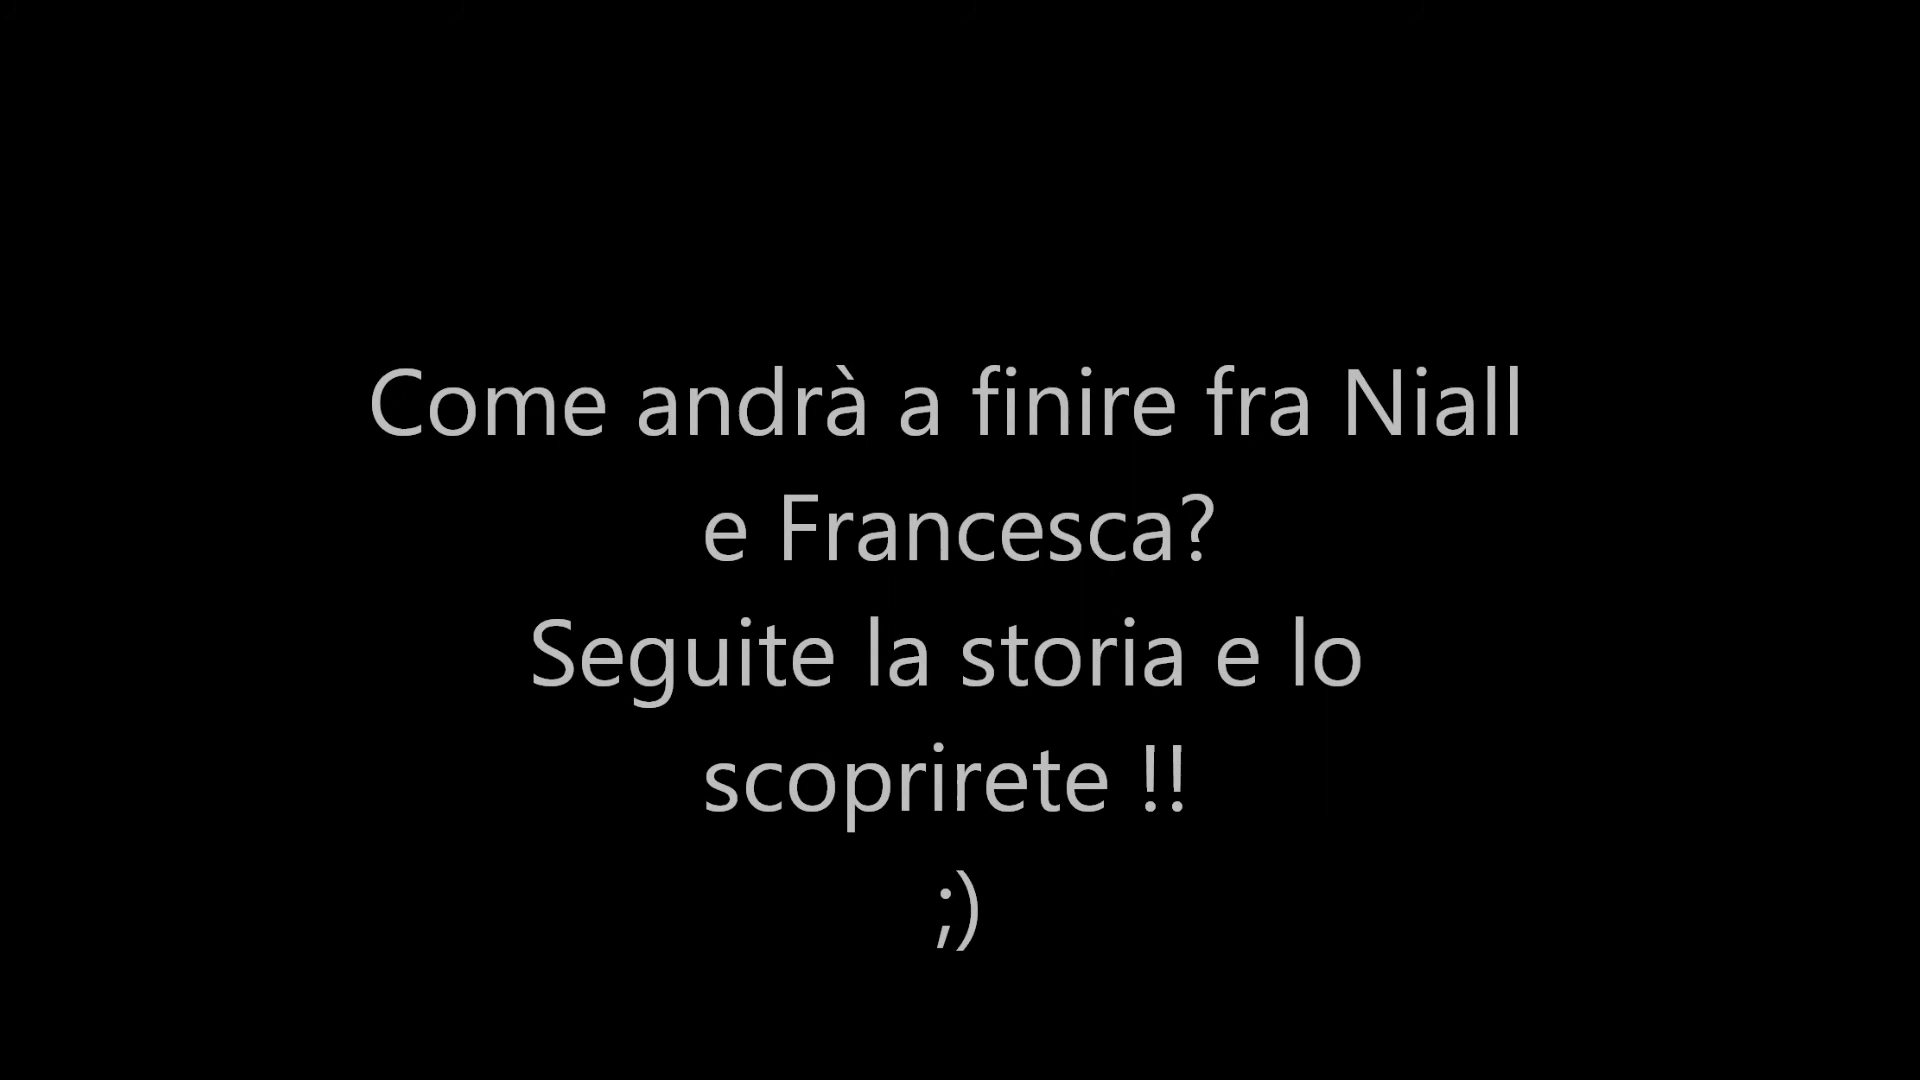 Come andrà a finire fra Niall
e Francesca?
Seguite la storia e lo
scoprirete !!
;)